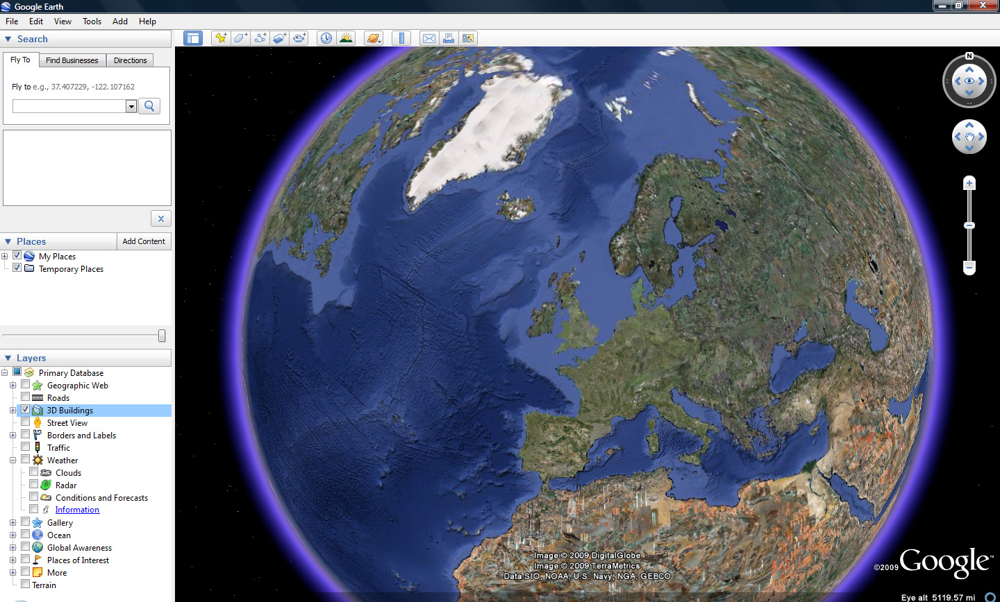 Google Earth
File Edit View Tools Add Help
Search
Fly To Find Businesses Directions
Fly to e.g., 37.407229, -122.107162
Places Add Content
My Places
Temporary Places
Layers
Primary Database
Geographic Web
Roads
3D Buildings
Street View
Borders and Labels
Traffic
Weather
Clouds
Radar
Conditions and Forecasts
Information
Gallery
Ocean
Global Awareness
Places of Interest
More
Terrain
N
Image © 2009 DigitalGlobe
Image © 2009 TerraMetrics
Data SIO, NOAA, U.S. Navy, NGA, GEBCO
©2009 Google™
Eye alt 5119.57 mi